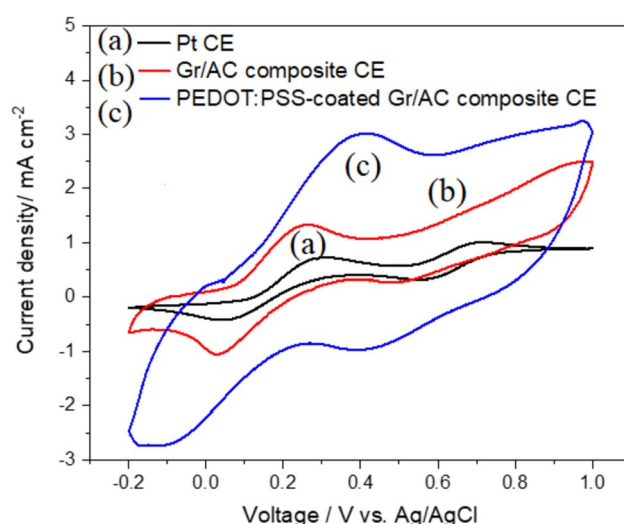 (a) Pt CE
(b) Gr/AC composite CE
(c) PEDOT:PSS-coated Gr/AC composite CE
(c)
(b)
(a)
Current density/ mA cm-2
5
4
3
2
1
0
-1
-2
-3
-0.2 0.0 0.2 0.4 0.6 0.8 1.0
Voltage / V vs. Ag/AgCl